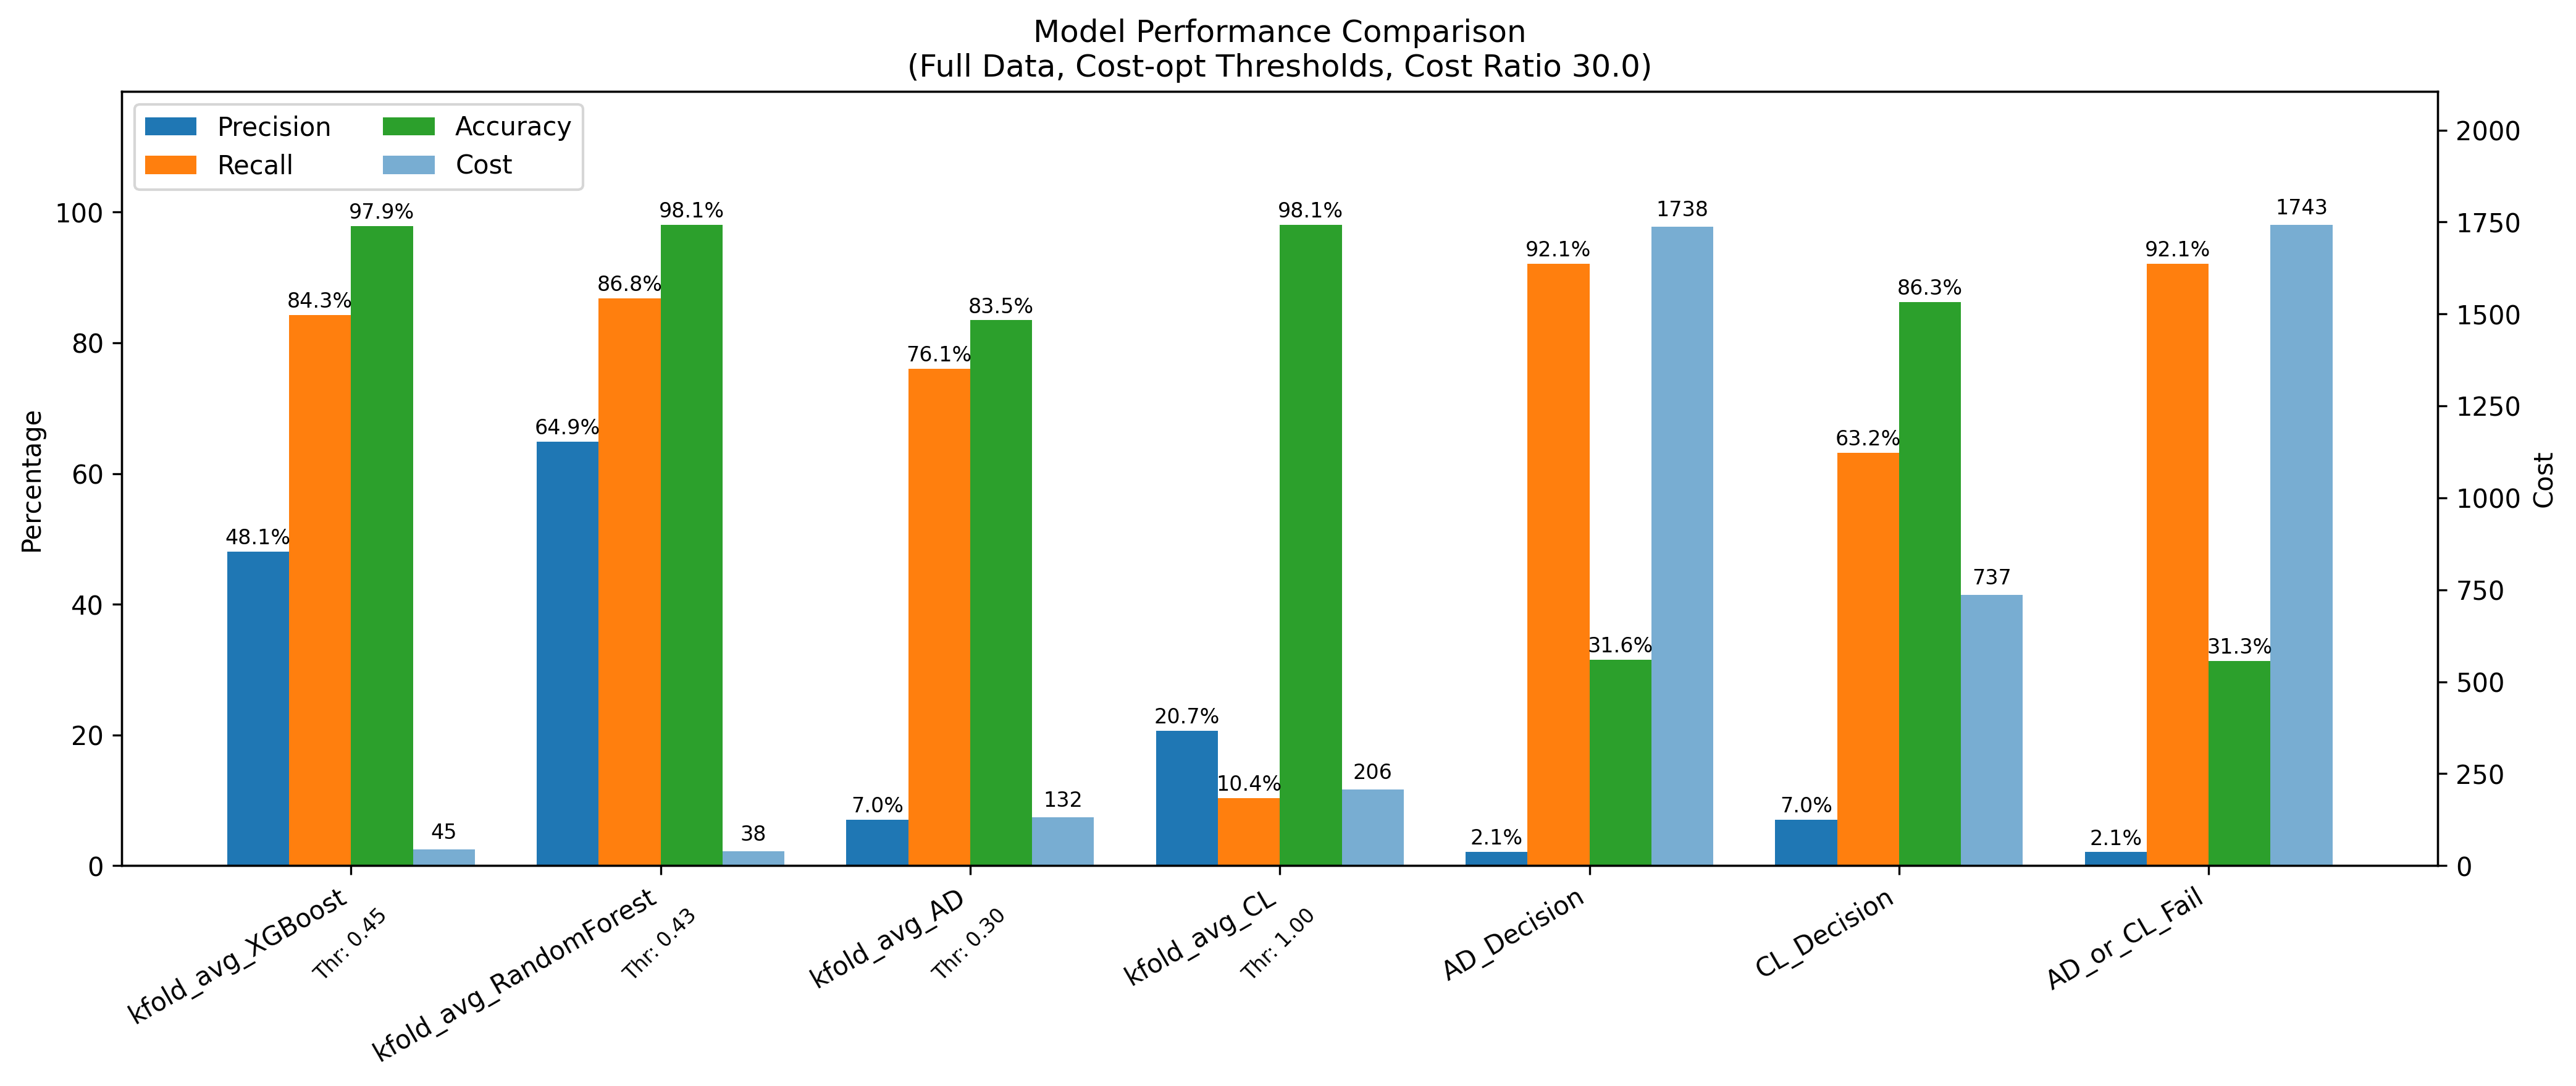 Model Performance Comparison
(Full Data, Cost-opt Thresholds, Cost Ratio 30.0)
Precision
Recall
Accuracy
Cost
Percentage
100
80
60
40
20
0
48.1%
84.3%
97.9%
45
64.9%
86.8%
98.1%
38
7.0%
76.1%
83.5%
132
20.7%
10.4%
98.1%
206
2.1%
92.1%
31.6%
1738
7.0%
63.2%
86.3%
737
2.1%
92.1%
31.3%
1743
2000
1750
1500
1250
1000
750
500
250
0
Cost
kfold_avg_XGBoost
Thr: 0.45
kfold_avg_RandomForest
Thr: 0.43
kfold_avg_AD
Thr: 0.30
kfold_avg_CL
Thr: 1.00
AD_Decision
CL_Decision
AD_or_CL_Fail